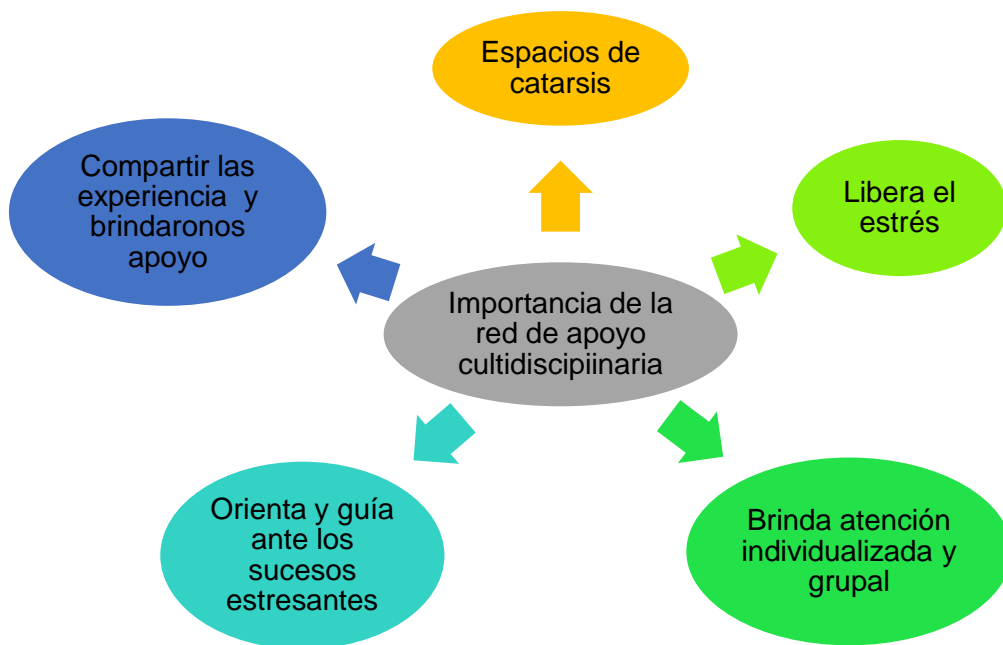 Espacios de
catarsis
Compartir las
experiencia y
brindaronos
apoyo
Libera el
estrés
Importancia de la
red de apoyo
cultidiscipiinaria
Orienta y guía
ante los
sucesos
estresantes
Brinda atención
individualizada y
grupal